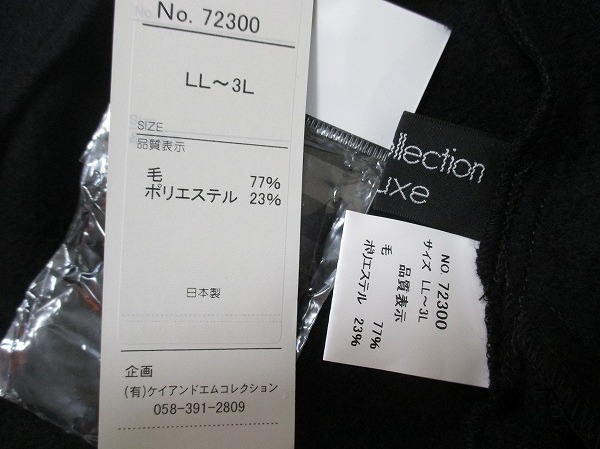 No. 72300
LL〜3L
SIZE
品質表示
毛 77%
ポリエステル 23%
日本製
企画
(有)ケイアンドエムコレクション
058-391-2809
NO. 72300
サイズ LL〜3L
品質表示
毛 77%
ポリエステル 23%